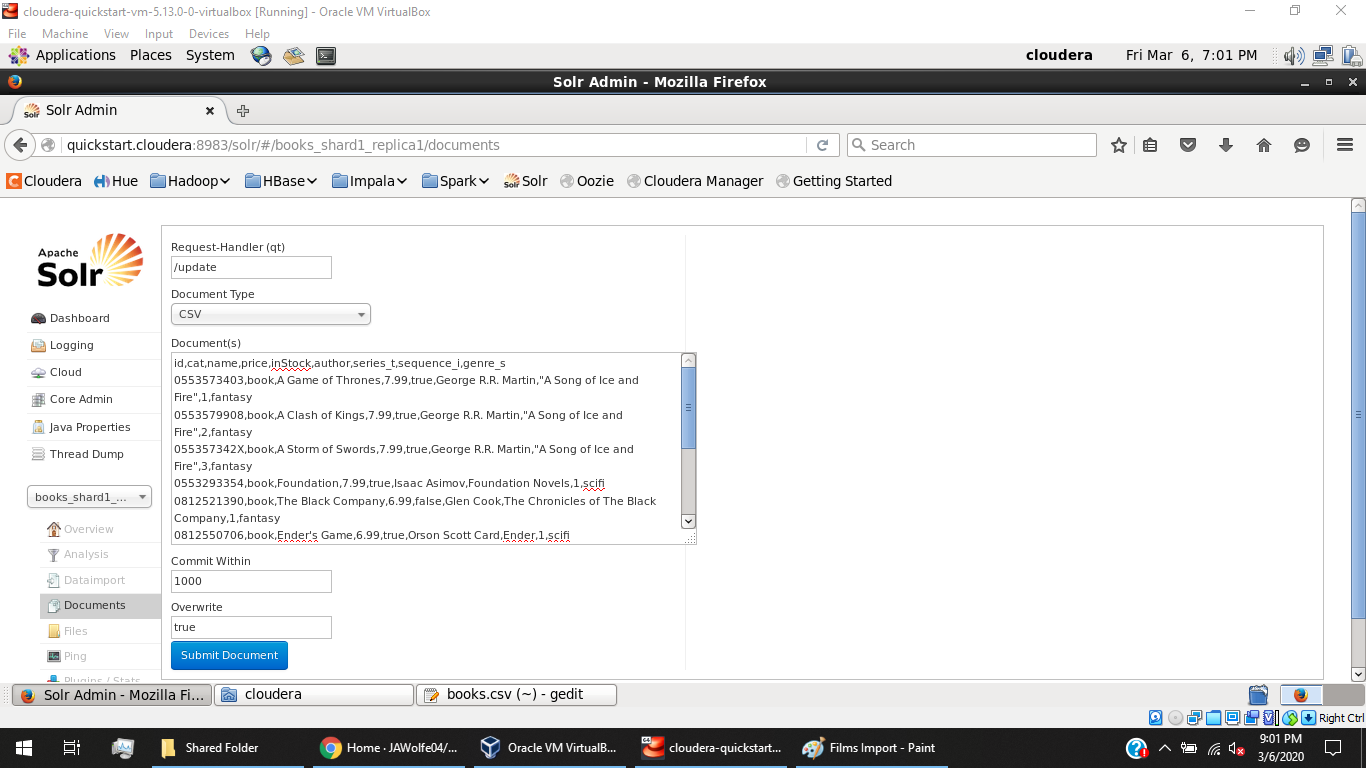 cloudera-quickstart-vm-5.13.0-0-virtualbox [Running] - Oracle VM VirtualBox
File Machine View Input Devices Help
Applications Places System cloudera Fri Mar 6, 7:01 PM
Solr Admin - Mozilla Firefox
Solr Admin
quickstart.cloudera:8983/solr/#/books_shard1_replica1/documents Search
Cloudera Hue Hadoop HBase Impala Spark Solr Oozie Cloudera Manager Getting Started
Apache
Solr
Dashboard
Logging
Cloud
Core Admin
Java Properties
Thread Dump
books_shard1_...
Overview
Analysis
Dataimport
Documents
Files
Ping
Plugins / Stats
Request-Handler (qt)
/update
Document Type
CSV
Document(s)
id,cat,name,price,inStock,author,series_t,sequence_i,genre_s
0553573403,book,A Game of Thrones,7.99,true,George R.R. Martin,"A Song of Ice and
Fire",1,fantasy
0553579908,book,A Clash of Kings,7.99,true,George R.R. Martin,"A Song of Ice and
Fire",2,fantasy
055357342X,book,A Storm of Swords,7.99,true,George R.R. Martin,"A Song of Ice and
Fire",3,fantasy
0553293354,book,Foundation,7.99,true,Isaac Asimov,Foundation Novels,1,scifi
0812521390,book,The Black Company,6.99,false,Glen Cook,The Chronicles of The Black
Company,1,fantasy
0812550706,book,Ender's Game,6.99,true,Orson Scott Card,Ender,1,scifi
Commit Within
1000
Overwrite
true
Submit Document
Solr Admin - Mozilla Fi... cloudera books.csv (~) - gedit
Right Ctrl
Shared Folder Home · JAWolfe04/... Oracle VM VirtualB... cloudera-quickstart... Films Import - Paint
9:01 PM
3/6/2020